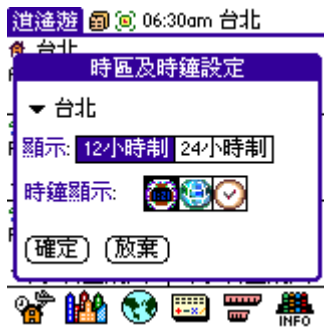 逍遙遊 06:30am 台北
台北
時區及時鐘設定
台北
顯示: 12小時制 24小時制
時鐘顯示:
確定 放棄
INFO